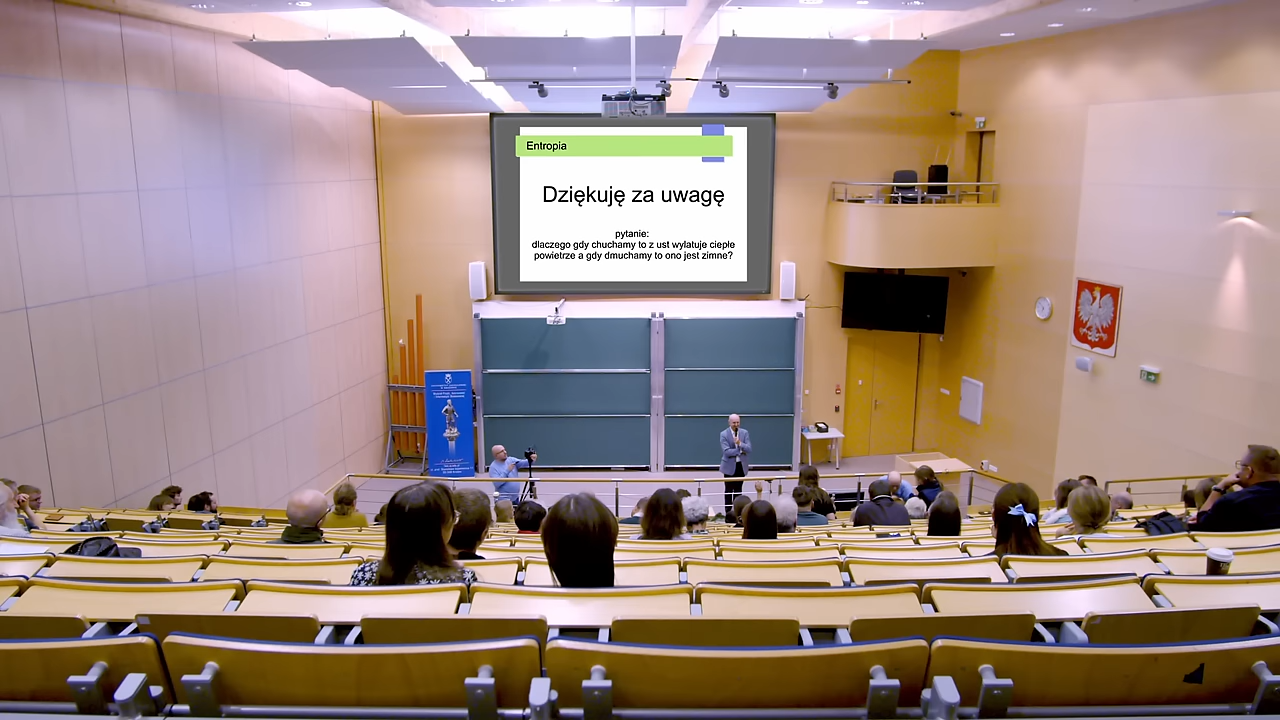 Entropia
Dziękuję za uwagę
pytanie:
dlaczego gdy chuchamy to z ust wylatuje ciepłe
powietrze a gdy dmuchamy to ono jest zimne?